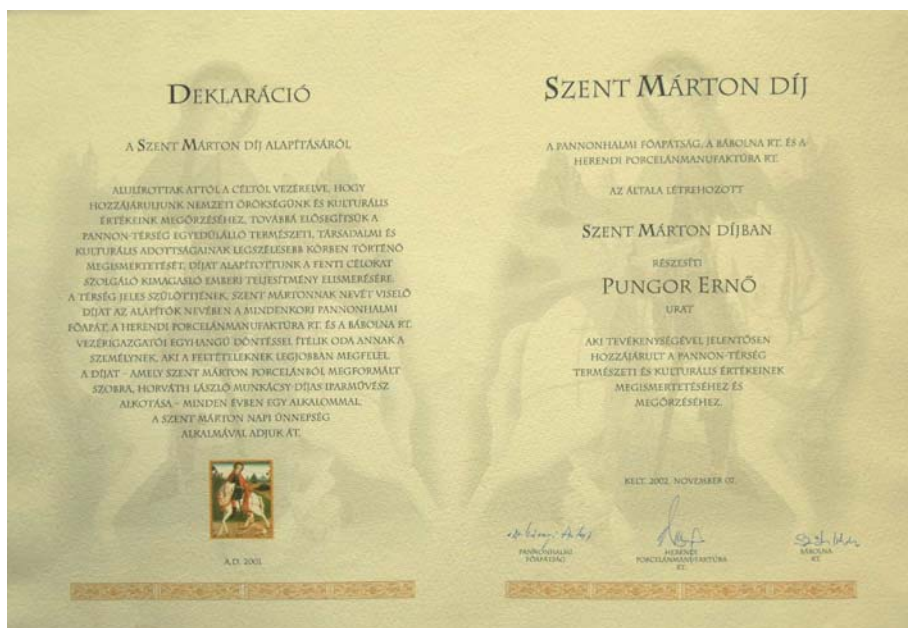 DEKLARÁCIÓ
A SZENT MÁRTON DÍJ ALAPÍTÁSÁRÓL
ALULÍROTTAK ATTÓL A CÉLTÓL VEZÉRELVE, HOGY
HOZZÁJÁRULJUNK NEMZETI ÖRÖKSÉGÜNK ÉS KULTURÁLIS
ÉRTÉKEINK MEGŐRZÉSÉHEZ, TOVÁBBÁ ELŐSEGÍTSÜK A
PANNON-TÉRSÉG EGYEDÜLÁLLÓ TERMÉSZETI, TÁRSADALMI ÉS
KULTURÁLIS ADOTTSÁGAINAK LEGSZÉLESEBB KÖRBEN TÖRTÉNŐ
MEGISMERTETÉSÉT, DÍJAT ALAPÍTOTTUNK A FENTI CÉLOKAT
SZOLGÁLÓ KIMAGASLÓ EMBERI TELJESÍTMÉNY ELISMERÉSÉRE.
A TÉRSÉG JELES SZÜLÖTTJÉNEK, SZENT MÁRTONNAK NEVÉT VISELŐ
DÍJAT AZ ALAPÍTÓK NEVÉBEN A MINDENKORI PANNONHALMI
FŐAPÁT, A HERENDI PORCELÁNMANUFAKTÚRA RT. ÉS A BÁBOLNA RT.
VEZÉRIGAZGATÓI EGYHANGÚ DÖNTÉSSEL ÍTÉLIK ODA ANNAK A
SZEMÉLYNEK, AKI A FELTÉTELEKNEK LEGJOBBAN MEGFELEL.
A DÍJAT – AMELY SZENT MÁRTON PORCELÁNBÓL MEGFORMÁLT
SZOBRA, HORVÁTH LÁSZLÓ MUNKÁCSY DÍJAS IPARMŰVÉSZ
ALKOTÁSA – MINDEN ÉVBEN EGY ALKALOMMAL,
A SZENT MÁRTON NAPI ÜNNEPSÉG
ALKALMÁVAL ADJUK ÁT.
A.D. 2001.
SZENT MÁRTON DÍJ
A PANNONHALMI FŐAPÁTSÁG, A BÁBOLNA RT. ÉS A
HERENDI PORCELÁNMANUFAKTÚRA RT.
AZ ÁLTALA LÉTREHOZOTT
SZENT MÁRTON DÍJBAN
RÉSZESÍTI
PUNGOR ERNŐ
URAT
AKI TEVÉKENYSÉGÉVEL JELENTŐSEN
HOZZÁJÁRULT A PANNON-TÉRSÉG
TERMÉSZETI ÉS KULTURÁLIS ÉRTÉKEINEK
MEGISMERTETÉSÉHEZ ÉS
MEGŐRZÉSÉHEZ.
KELT, 2002. NOVEMBER 07.
PANNONHALMI
FŐAPÁTSÁG
HERENDI
PORCELÁNMANUFAKTÚRA
RT.
BÁBOLNA
RT.